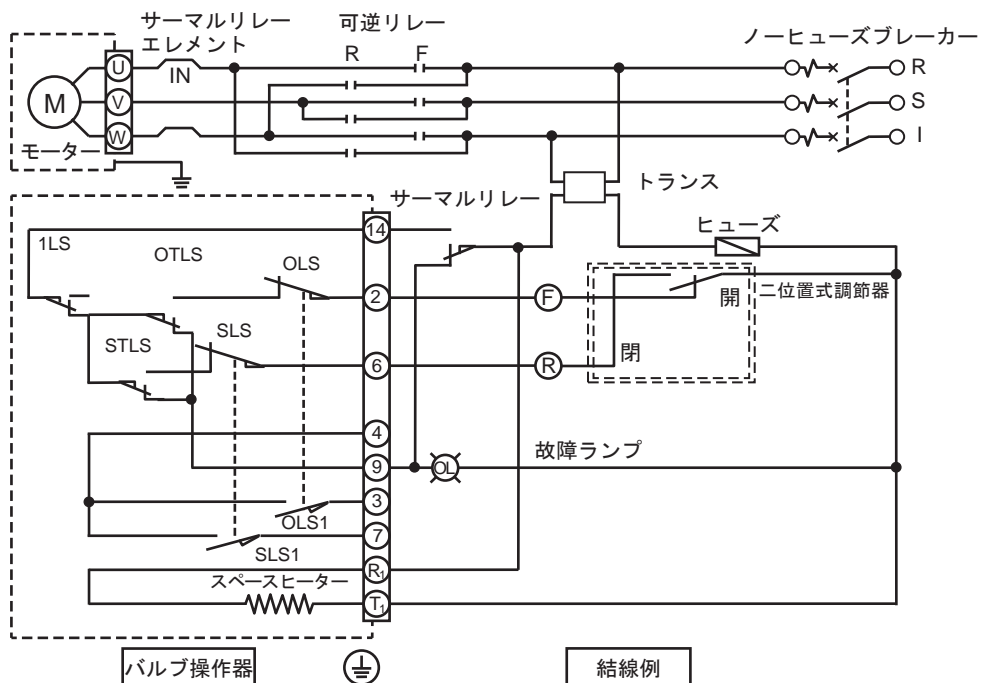 サーマルリレー
エレメント
可逆リレー
R
F
ノーヒューズブレーカー
U
IN
R
M
V
S
W
I
モーター
サーマルリレー
トランス
14
ヒューズ
1LS
OTLS
OLS
2
F
開
二位置式調節器
STLS
SLS
6
R
閉
4
故障ランプ
9
OL
3
OLS1
7
SLS1
R₁
スペースヒーター
T₁
バルブ操作器
結線例